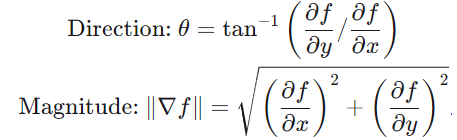 Direction: θ = tan⁻¹ (∂f/∂y / ∂f/∂x)
Magnitude: ‖∇f‖ = √((∂f/∂x)² + (∂f/∂y)²).